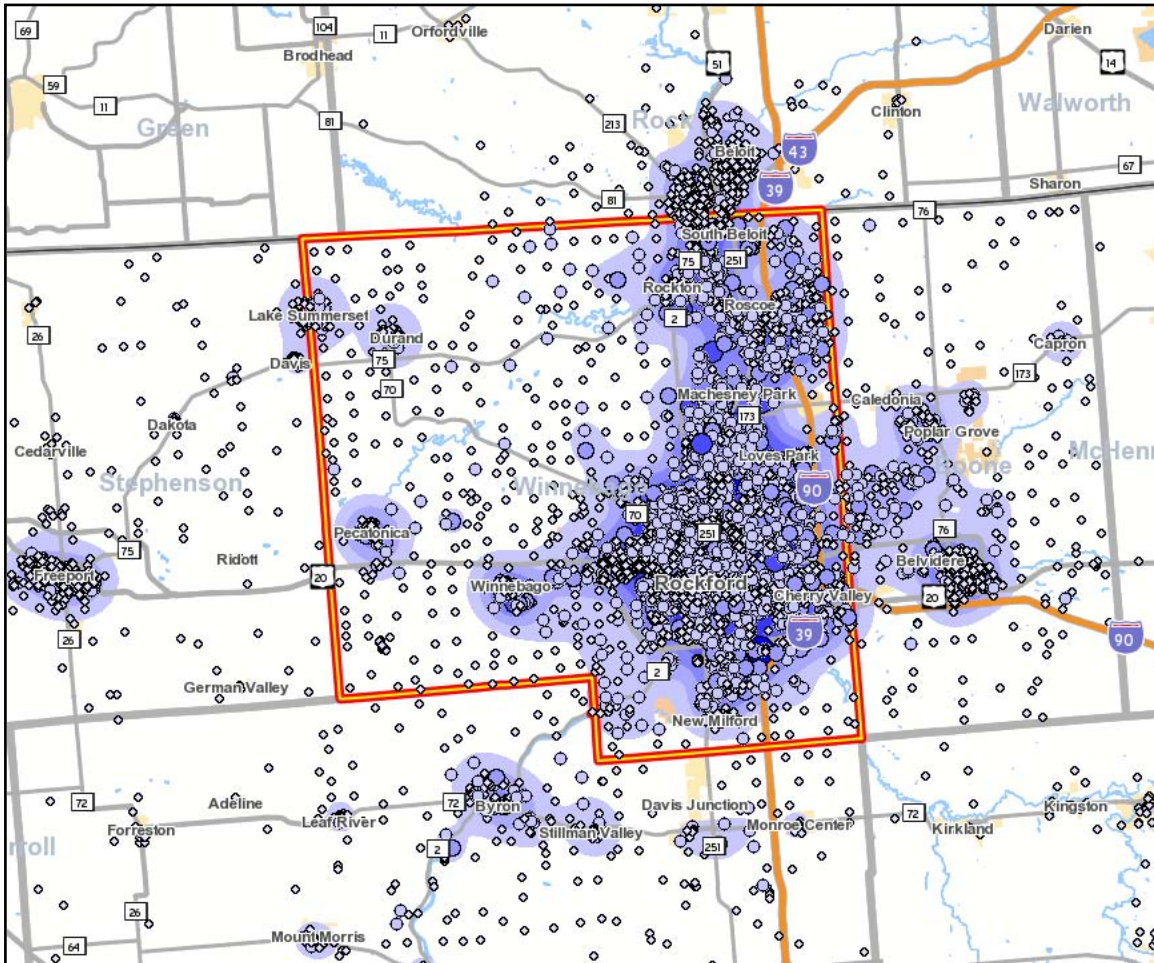 69
104
11
Orfordville
Darien
Brodhead
51
14
59
11
Green
81
213
Rock
Clinton
Walworth
Beloit
43
67
39
Sharon
81
76
South Beloit
75
251
Rockton
Lake Summerset
Roscoe
2
26
Durand
Capron
75
Davis
173
70
Machesney Park
Caledonia
173
Dakota
Poplar Grove
Cedarville
Loves Park
Stephenson
Winnebago
90
70
Pecatonica
251
76
75
Ridott
Belvidere
Freeport
20
Winnebago
Rockford
Cherry Valley
20
26
39
90
2
German Valley
New Milford
72
Adeline
72
Byron
Davis Junction
Kingston
Forreston
Leaf River
Stillman Valley
Monroe Center
72
Kirkland
2
251
26
Mount Morris
64